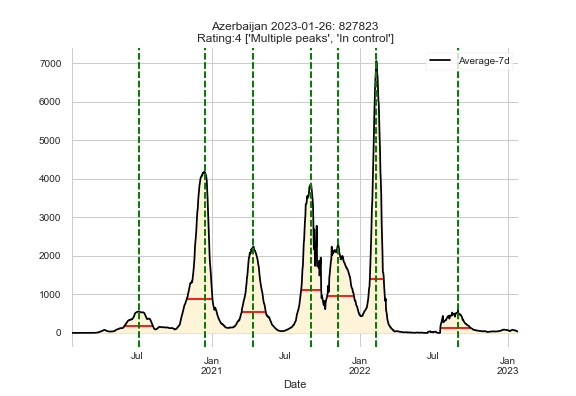 Azerbaijan 2023-01-26: 827823
Rating:4 ['Multiple peaks', 'In control']
Average-7d
7000
6000
5000
4000
3000
2000
1000
0
Jul
Jan
2021
Jul
Jan
2022
Jul
Jan
2023
Date